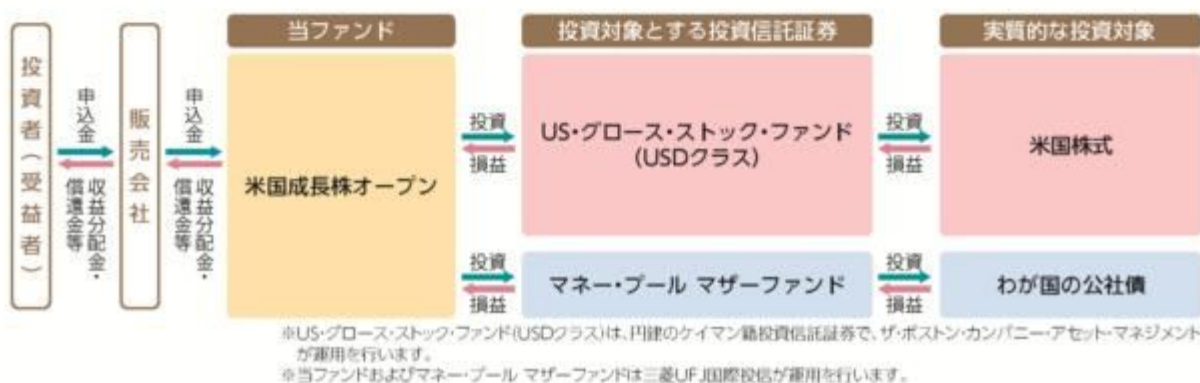 当ファンド
投資対象とする投資信託証券
実質的な投資対象
投資者(受益者)
申込金
収益分配金・
償還金等
販売会社
申込金
収益分配金・
償還金等
米国成長株オープン
投資
損益
US・グロース・ストック・ファンド
(USDクラス)
投資
損益
米国株式
投資
損益
マネー・プール マザーファンド
投資
損益
わが国の公社債
※US・グロース・ストック・ファンド(USDクラス)は、円建のケイマン籍投資信託証券で、ザ・ボストン・カンパニー・アセット・マネジメント
が運用を行います。
※当ファンドおよびマネー・プール マザーファンドは三菱UFJ国際投信が運用を行います。